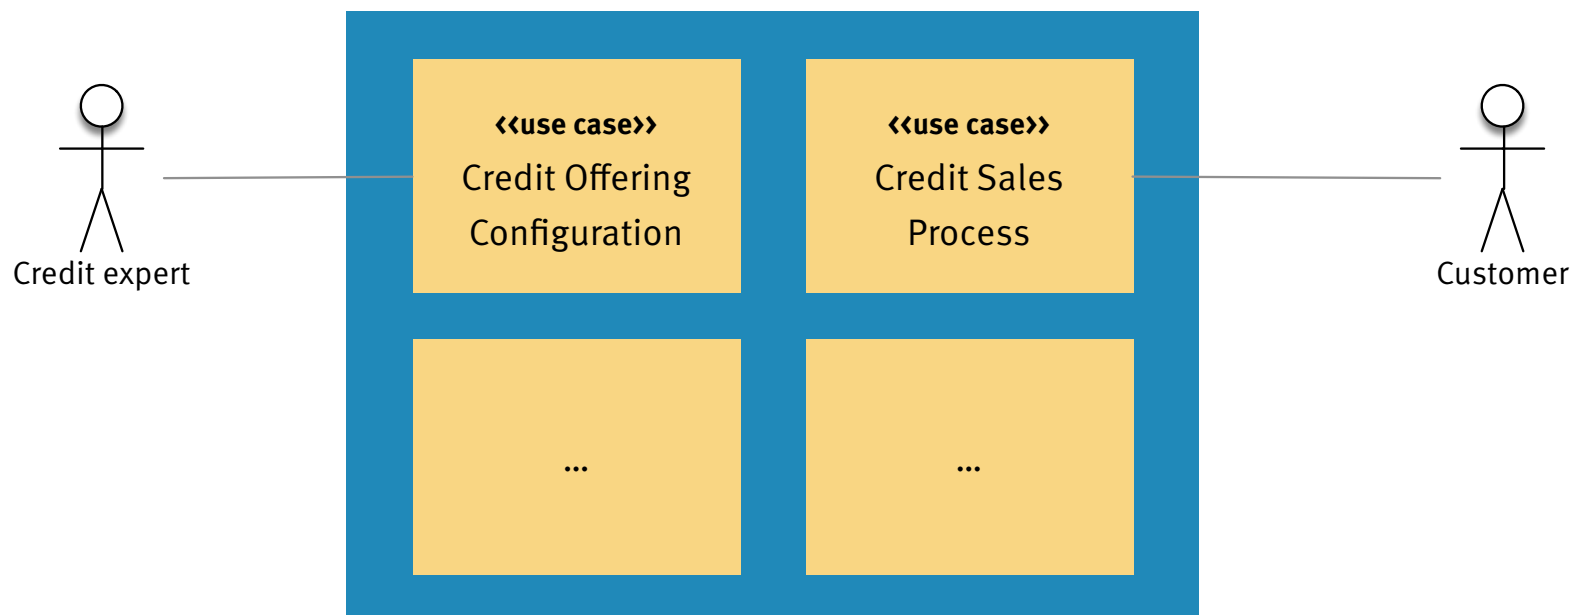 <<use case>>
Credit Offering
Configuration
<<use case>>
Credit Sales
Process
Credit expert
Customer
...
...